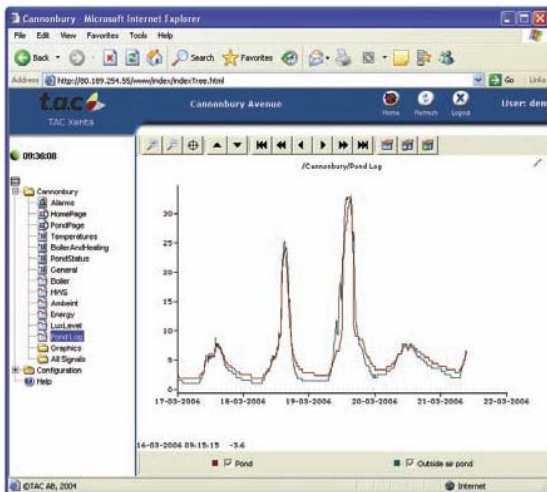 Cannonbury - Microsoft Internet Explorer
File Edit View Favorites Tools Help
Back Search Favorites
Address http://80.189.254.55/www/index/indexTree.html Go Links
t.a.c
TAC Xenta
Cannonbury Avenue
Home Refresh Logout
User: dem
09:36:08
Cannonbury
Alarms
HomePage
PondPage
Temperatures
BoilerAndHeating
PondStatus
General
Boiler
HWS
Ambeint
Energy
LuxLevel
Pond Log
Graphics
All Signals
Configuration
Help
/Cannonbury/Pond Log
30
25
20
15
10
5
0
17-03-2006 18-03-2006 19-03-2006 20-03-2006 21-03-2006 22-03-2006
16-03-2006 09:15:15 -3.6
Pond Outside air pond
©TAC AB, 2004 Internet